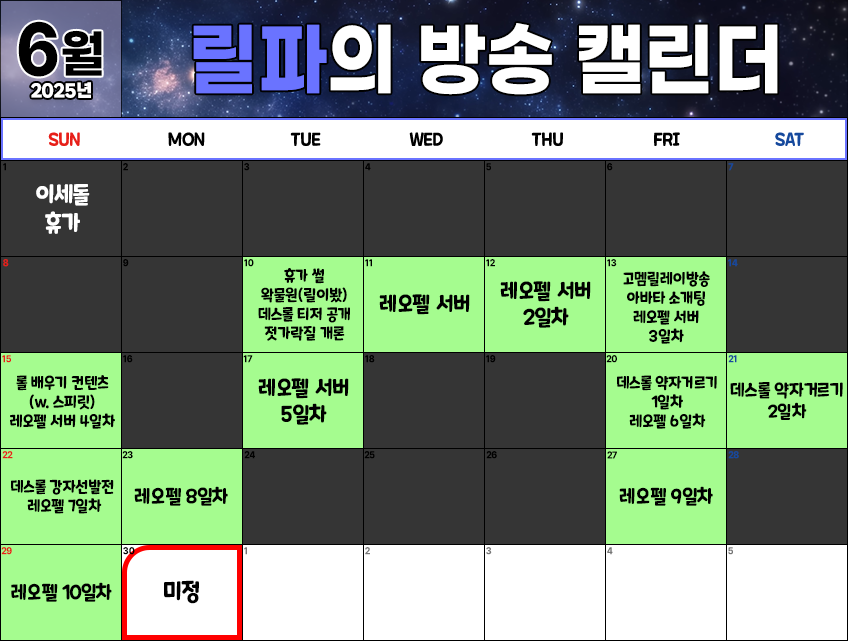 6월
2025년
릴파의 방송 캘린더
SUN
MON
TUE
WED
THU
FRI
SAT
1
이세돌
휴가
2
3
4
5
6
7
8
9
10
휴가 썰
왁물원(릴이봤)
데스롤 티저 공개
젓가락질 개론
11
레오펠 서버
12
레오펠 서버
2일차
13
고멤릴레이방송
아바타 소개팅
레오펠 서버
3일차
14
15
롤 배우기 컨텐츠
(w. 스피릿)
레오펠 서버 4일차
16
17
레오펠 서버
5일차
18
19
20
데스롤 약자거르기
1일차
레오펠 6일차
21
데스롤 약자거르기
2일차
22
데스롤 강자선발전
레오펠 7일차
23
레오펠 8일차
24
25
26
27
레오펠 9일차
28
29
레오펠 10일차
30
미정
1
2
3
4
5